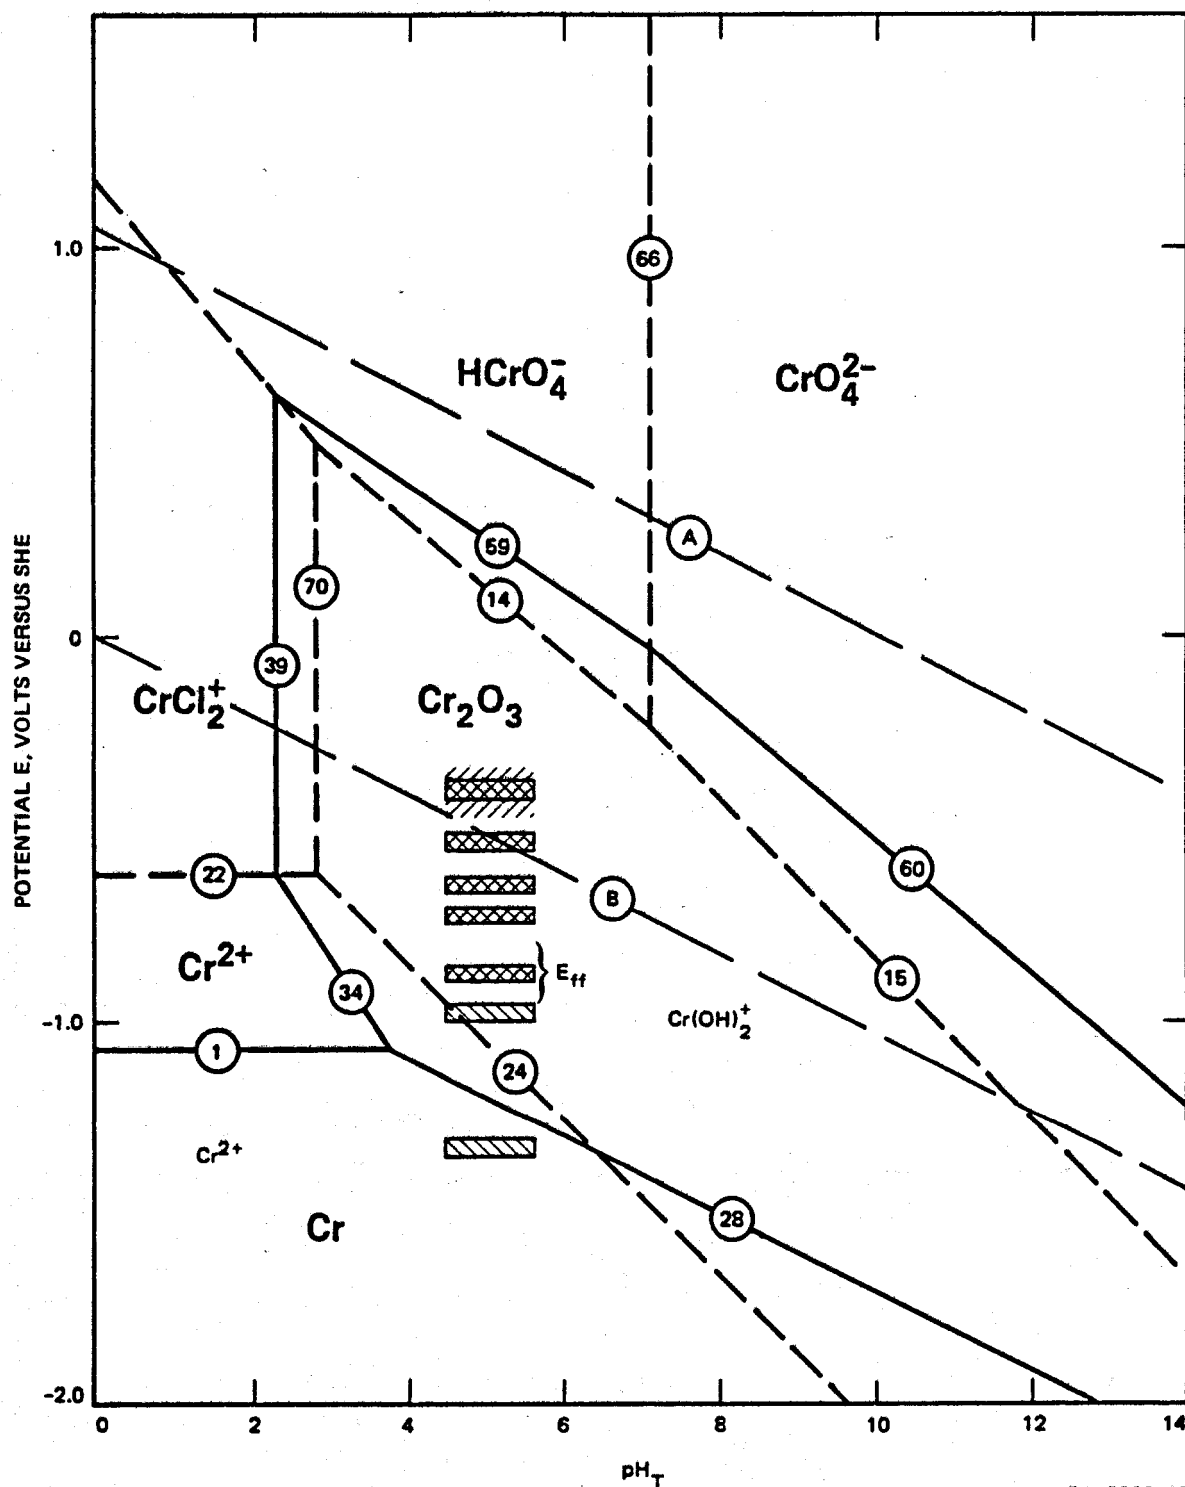 POTENTIAL E, VOLTS VERSUS SHE
1.0
0
-1.0
-2.0
66
HCrO₄⁻
CrO₄²⁻
A
59
14
70
39
CrCl₂⁺
Cr₂O₃
22
B
60
Cr²⁺
34
E_ff
15
Cr(OH)₂⁺
1
24
Cr²⁺
28
Cr
0 2 4 6 8 10 12 14
pH_T